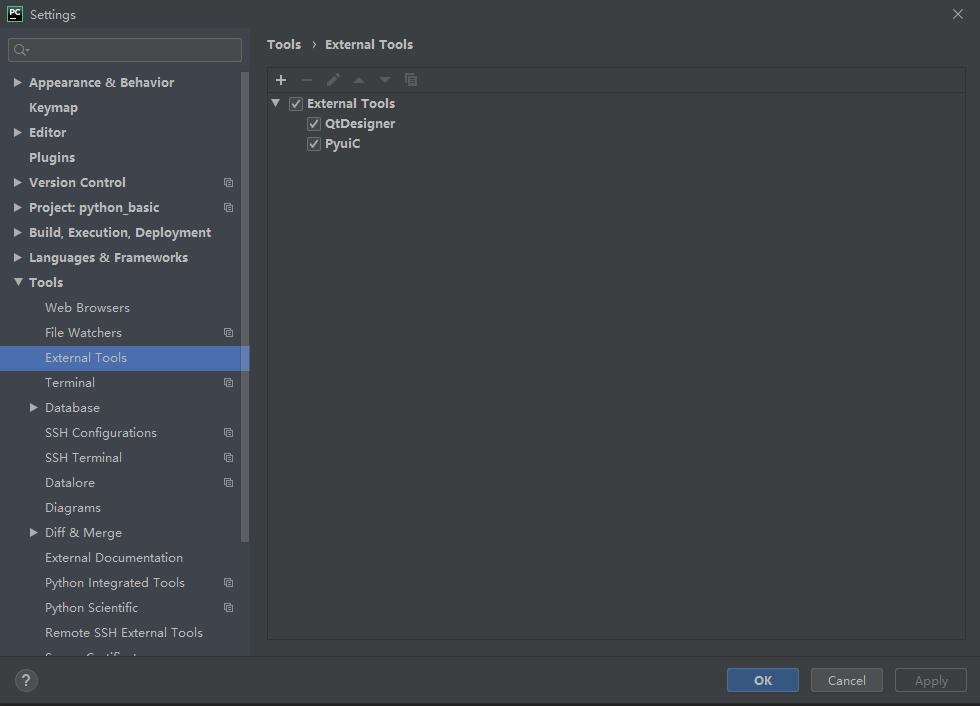 PC Settings
Tools › External Tools
Appearance & Behavior
Keymap
Editor
Plugins
Version Control
Project: python_basic
Build, Execution, Deployment
Languages & Frameworks
Tools
Web Browsers
File Watchers
External Tools
Terminal
Database
SSH Configurations
SSH Terminal
Datalore
Diagrams
Diff & Merge
External Documentation
Python Integrated Tools
Python Scientific
Remote SSH External Tools
External Tools
QtDesigner
PyuiC
? OK Cancel Apply